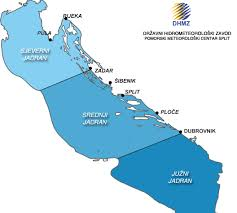 DHMZ
DRŽAVNI HIDROMETEOROLOŠKI ZAVOD
POMORSKI METEOROLOŠKI CENTAR SPLIT
RIJEKA
PULA
SJEVERNI
JADRAN
ZADAR
ŠIBENIK
SPLIT
SREDNJI
JADRAN
PLOČE
DUBROVNIK
JUŽNI
JADRAN